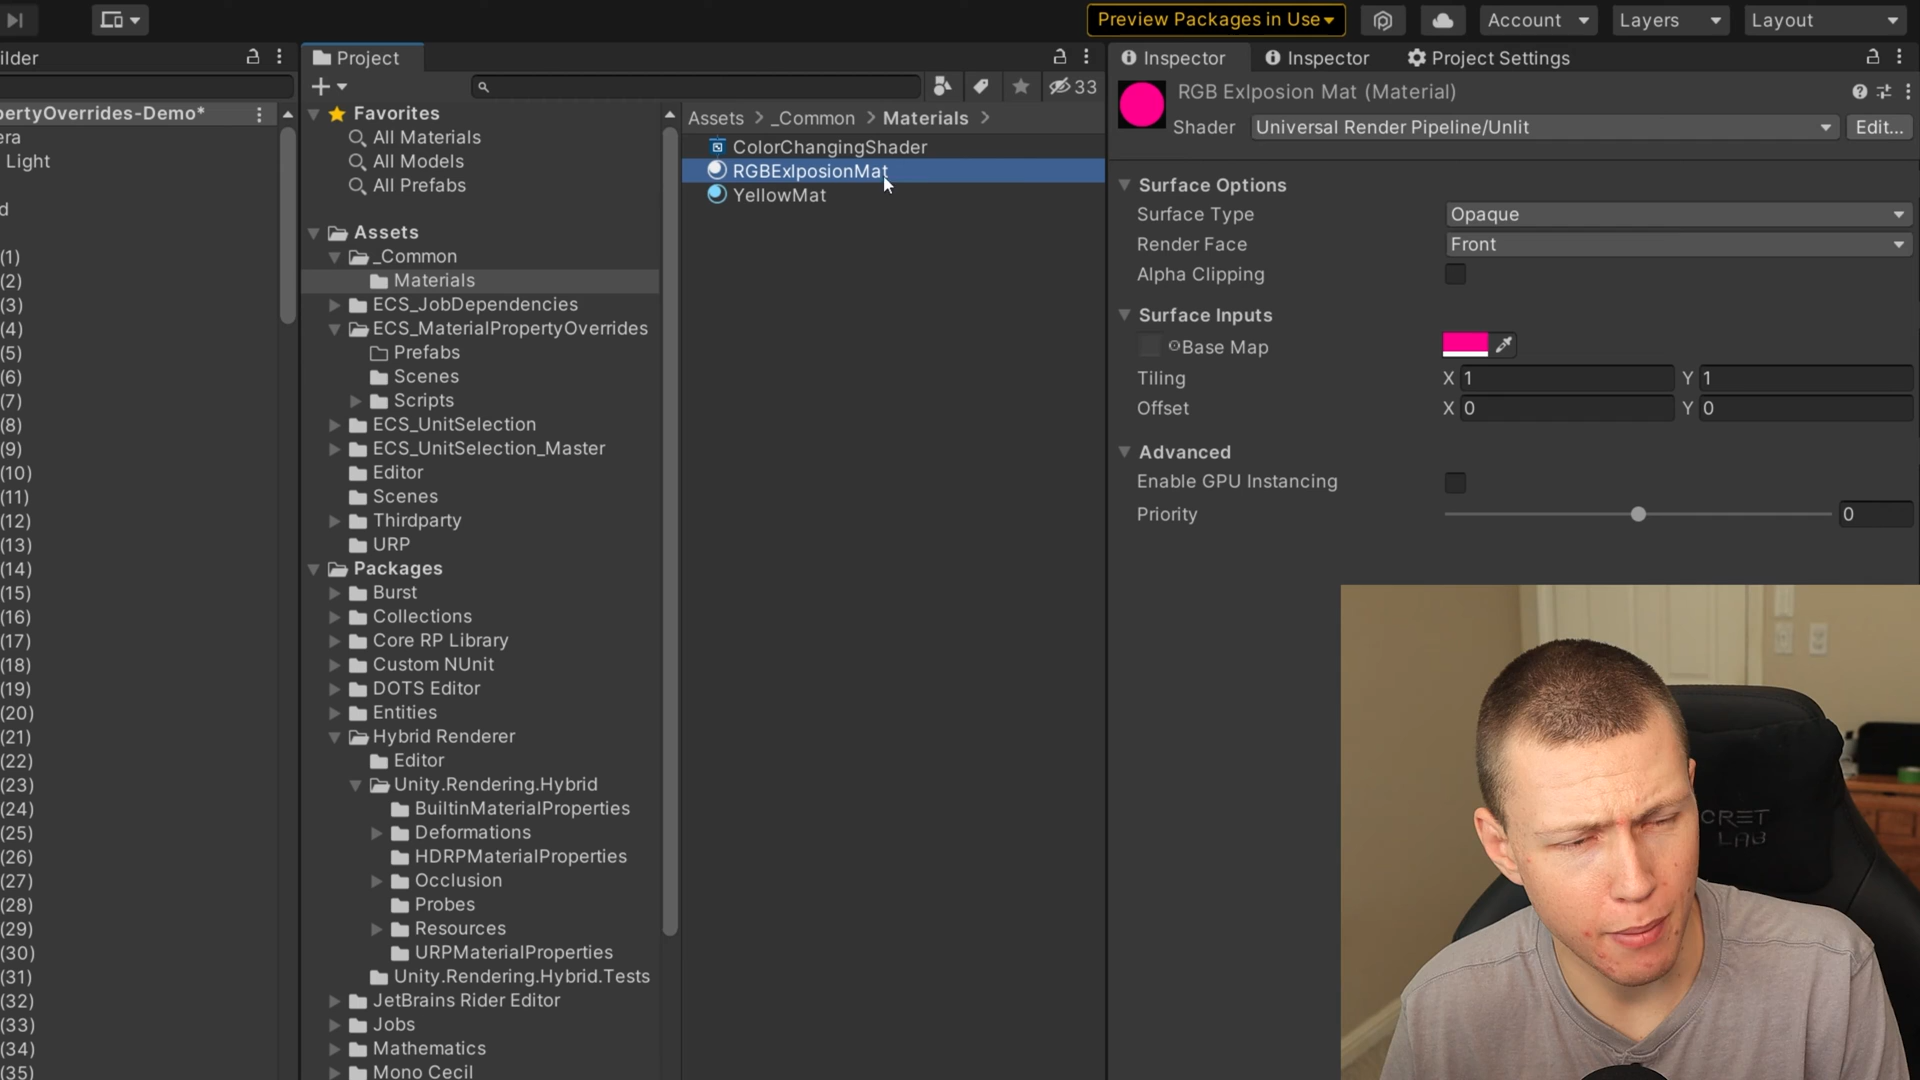 Preview Packages in Use
Account
Layers
Layout
ilder
Project
Inspector
Inspector
Project Settings
33
pertyOverrides-Demo*
era
Light
d
(1)
(2)
(3)
(4)
(5)
(6)
(7)
(8)
(9)
(10)
(11)
(12)
(13)
(14)
(15)
(16)
(17)
(18)
(19)
(20)
(21)
(22)
(23)
(24)
(25)
(26)
(27)
(28)
(29)
(30)
(31)
(32)
(33)
(34)
(35)
Favorites
All Materials
All Models
All Prefabs
Assets
_Common
Materials
ECS_JobDependencies
ECS_MaterialPropertyOverrides
Prefabs
Scenes
Scripts
ECS_UnitSelection
ECS_UnitSelection_Master
Editor
Scenes
Thirdparty
URP
Packages
Burst
Collections
Core RP Library
Custom NUnit
DOTS Editor
Entities
Hybrid Renderer
Editor
Unity.Rendering.Hybrid
BuiltinMaterialProperties
Deformations
HDRPMaterialProperties
Occlusion
Probes
Resources
URPMaterialProperties
Unity.Rendering.Hybrid.Tests
JetBrains Rider Editor
Jobs
Mathematics
Mono Cecil
Assets > _Common > Materials >
ColorChangingShader
RGBExlposionMat
YellowMat
RGB Exlposion Mat (Material)
Shader Universal Render Pipeline/Unlit Edit...
Surface Options
Surface Type Opaque
Render Face Front
Alpha Clipping
Surface Inputs
Base Map
Tiling X 1 Y 1
Offset X 0 Y 0
Advanced
Enable GPU Instancing
Priority 0
CRET
LAB